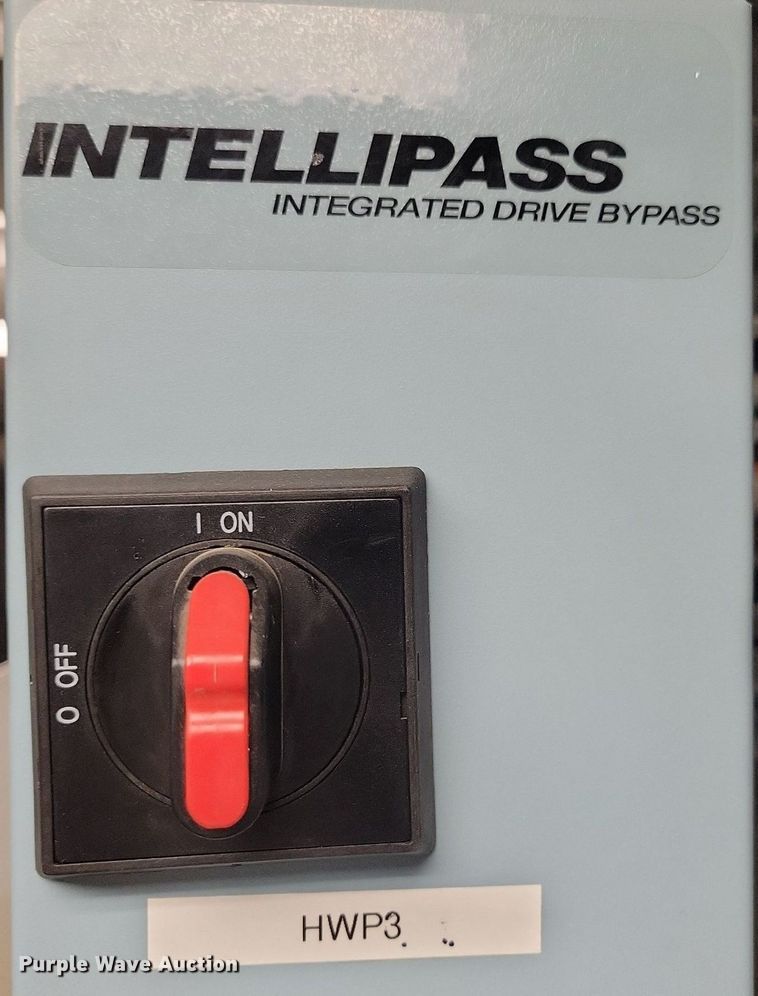 INTELLIPASS
INTEGRATED DRIVE BYPASS
I ON
O OFF
HWP3
Purple Wave Auction